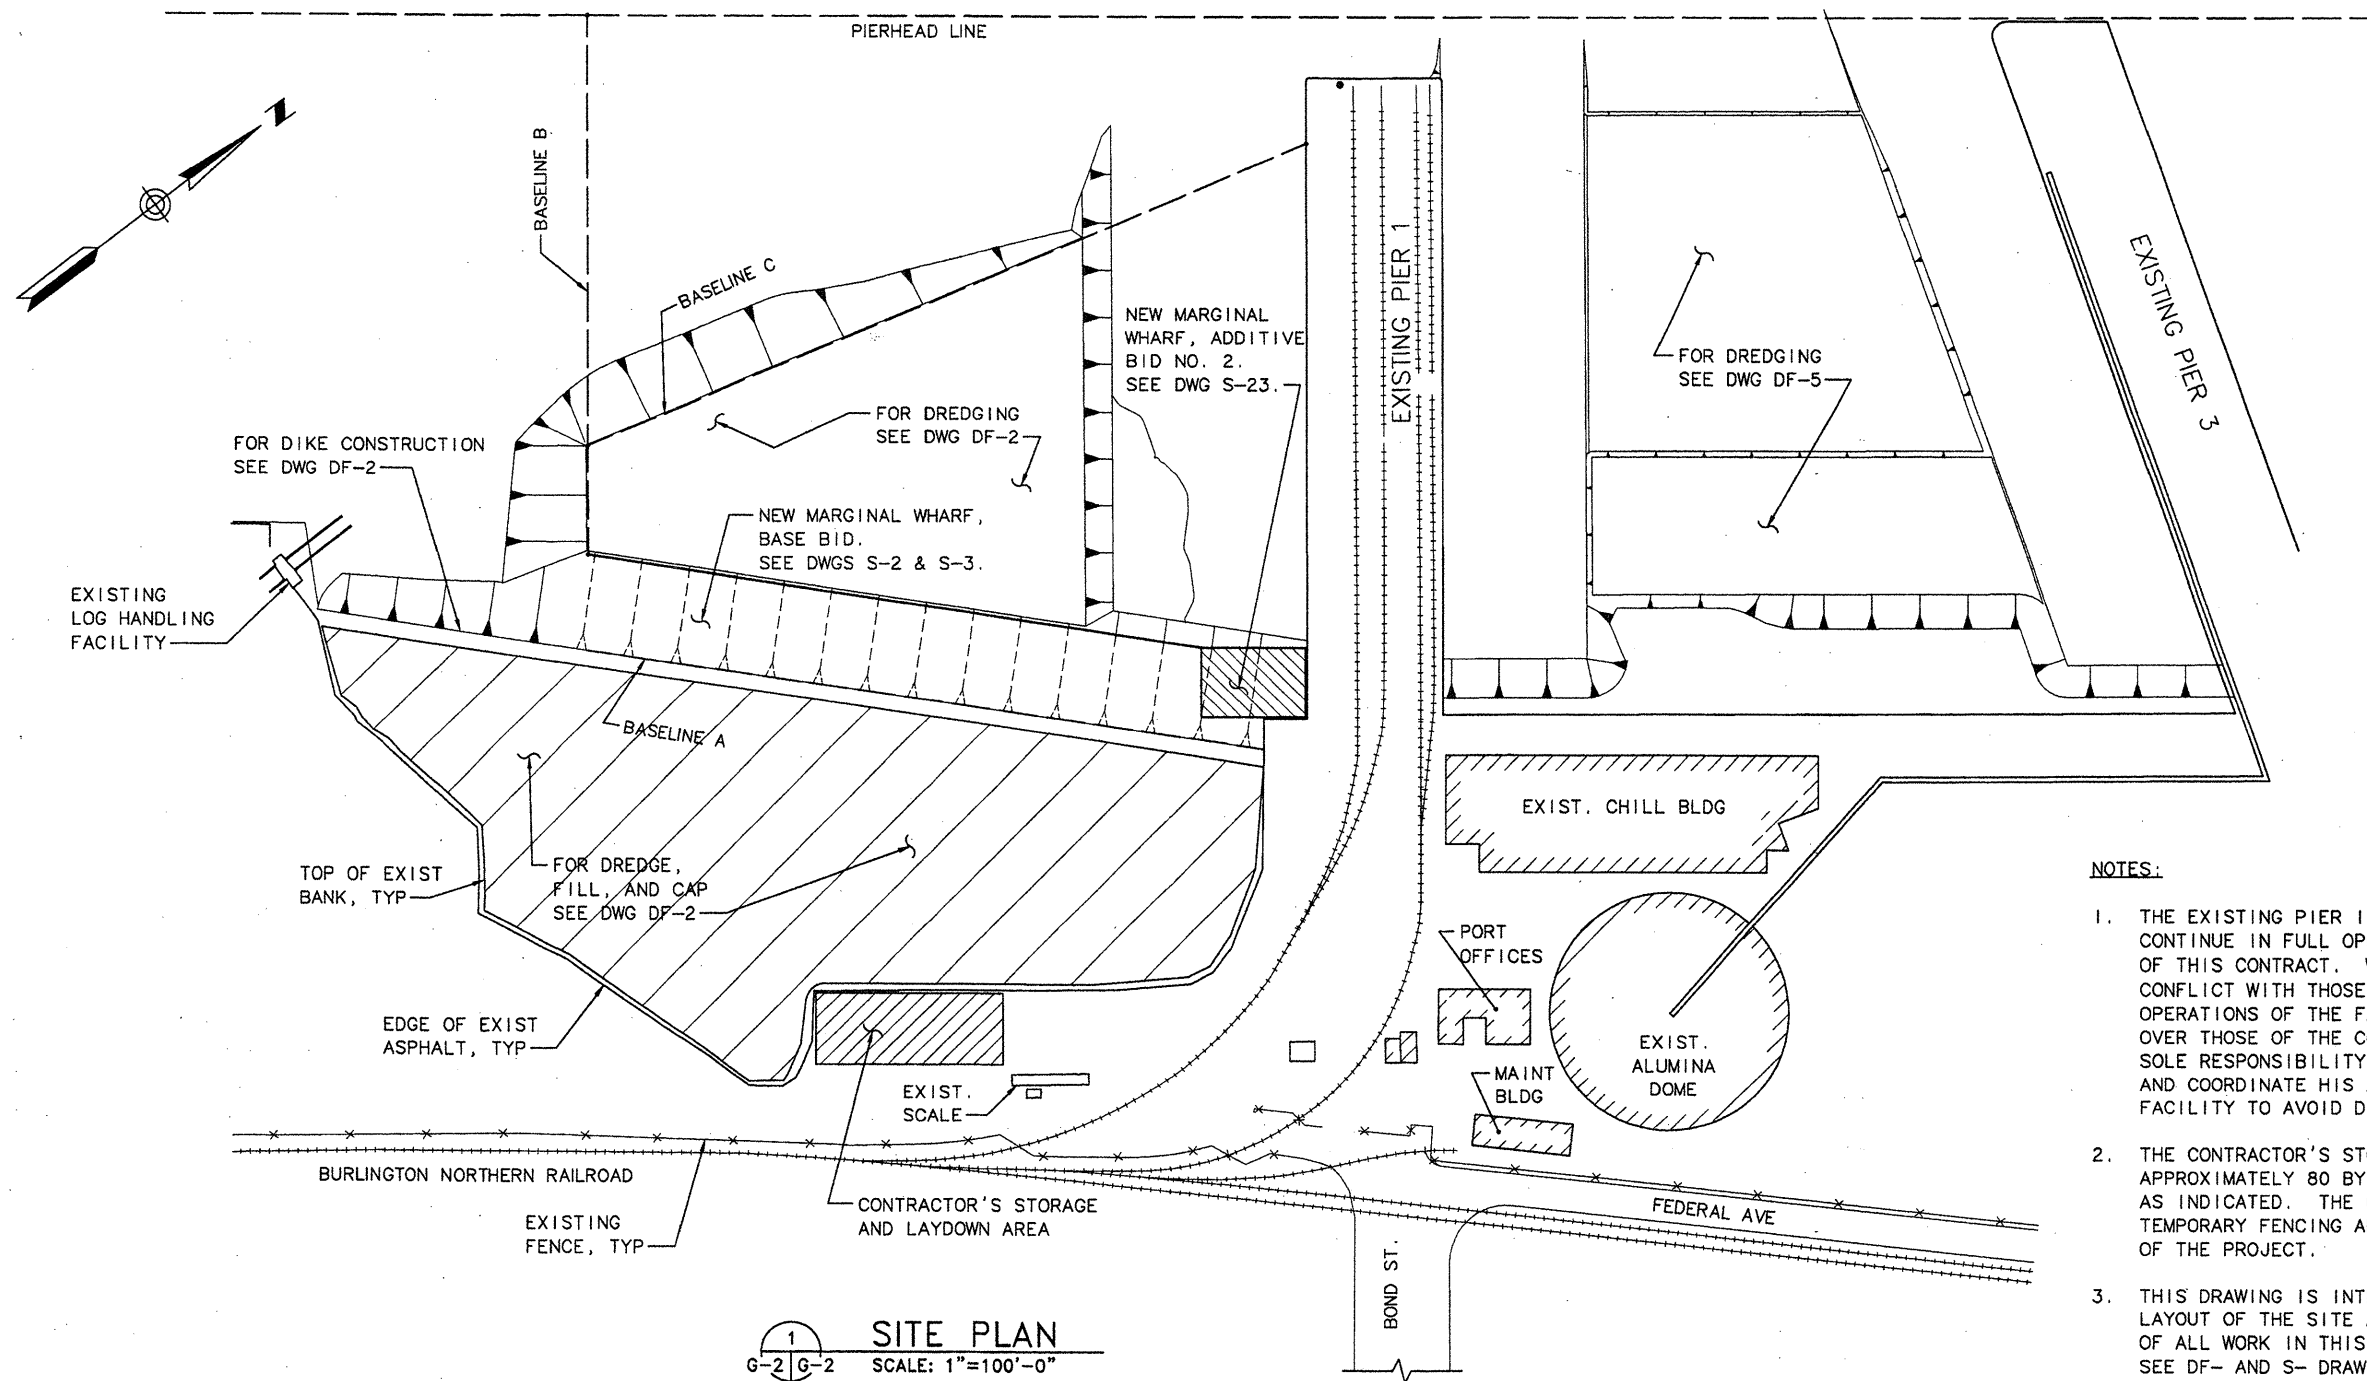 PIERHEAD LINE
N
BASELINE B
BASELINE C
NEW MARGINAL
WHARF, ADDITIVE
BID NO. 2.
SEE DWG S-23.
EXISTING PIER 1
EXISTING PIER 3
FOR DREDGING
SEE DWG DF-5
FOR DREDGING
SEE DWG DF-2
FOR DIKE CONSTRUCTION
SEE DWG DF-2
NEW MARGINAL WHARF,
BASE BID.
SEE DWGS S-2 & S-3.
EXISTING
LOG HANDLING
FACILITY
BASELINE A
EXIST. CHILL BLDG
TOP OF EXIST
BANK, TYP
FOR DREDGE,
FILL, AND CAP
SEE DWG DF-2
PORT
OFFICES
EDGE OF EXIST
ASPHALT, TYP
EXIST.
ALUMINA
DOME
MAINT
BLDG
EXIST.
SCALE
BURLINGTON NORTHERN RAILROAD
CONTRACTOR'S STORAGE
AND LAYDOWN AREA
EXISTING
FENCE, TYP
FEDERAL AVE
BOND ST.
NOTES:
1. THE EXISTING PIER
CONTINUE IN FULL OP
OF THIS CONTRACT.
CONFLICT WITH THOSE
OPERATIONS OF THE
OVER THOSE OF THE
SOLE RESPONSIBILITY
AND COORDINATE HIS
FACILITY TO AVOID D
2. THE CONTRACTOR'S ST
APPROXIMATELY 80 BY
AS INDICATED. THE
TEMPORARY FENCING A
OF THE PROJECT.
3. THIS DRAWING IS INT
LAYOUT OF THE SITE
OF ALL WORK IN THIS
SEE DF- AND S- DRAW
1
G-2 G-2
SITE PLAN
SCALE: 1"=100'-0"